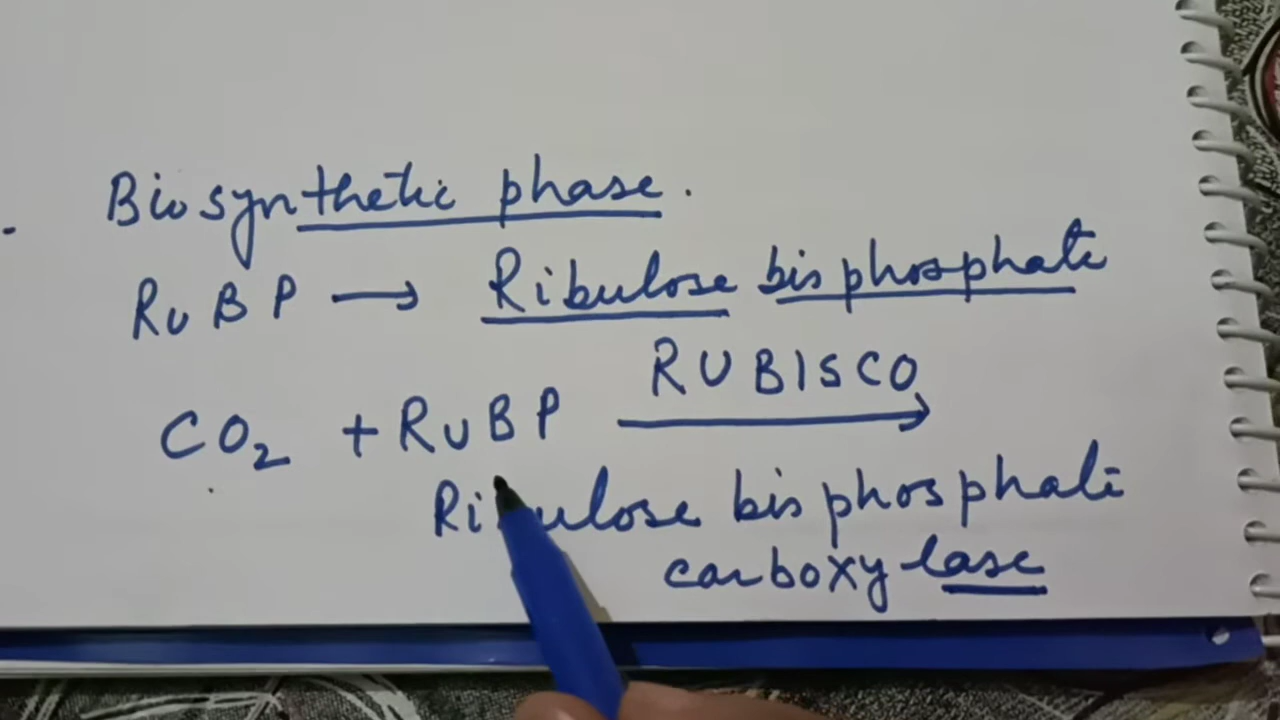 Biosynthetic phase.
RuBP → Ribulose bisphosphate
RUBISCO
CO2 + RuBP →
Ribulose bisphosphate
carboxylase